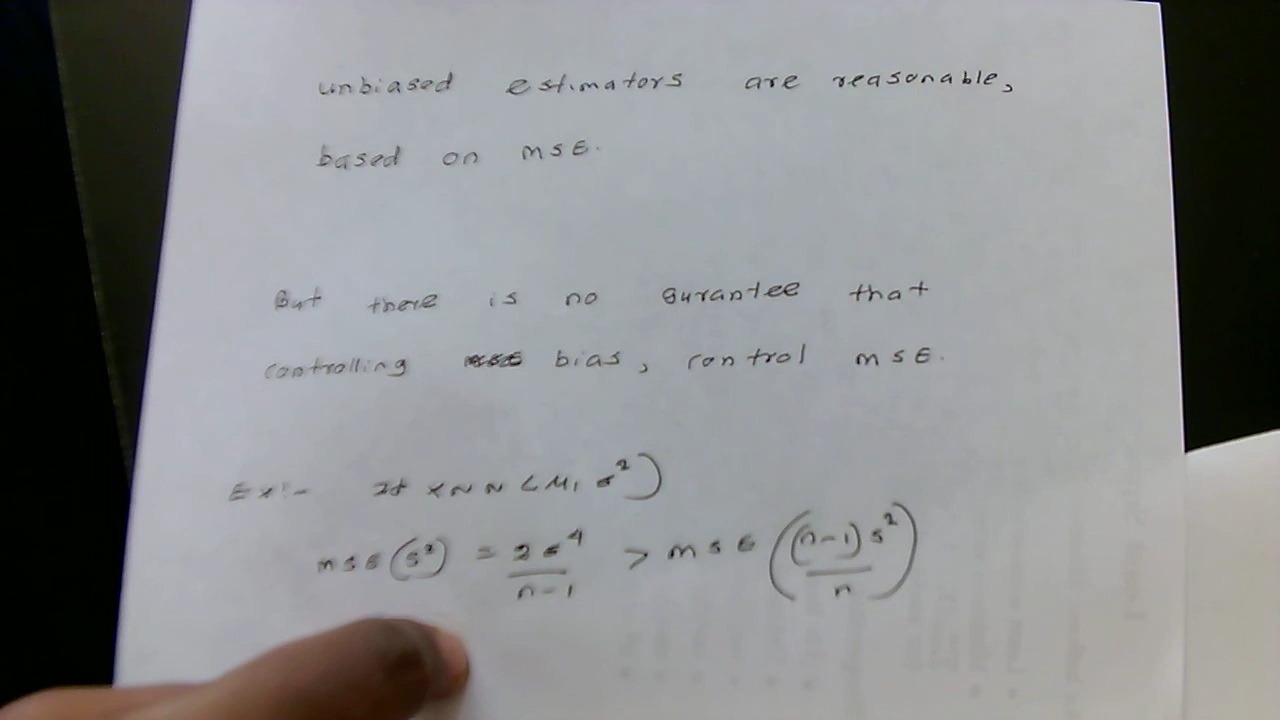 unbiased estimators are reasonable,
based on MSE.
But there is no gurantee that
controlling bias, control MSE.
Ex:- If X~N(μ, σ²)
MSE(s²) = 2σ⁴/(n-1) > MSE((n-1)s²/n)